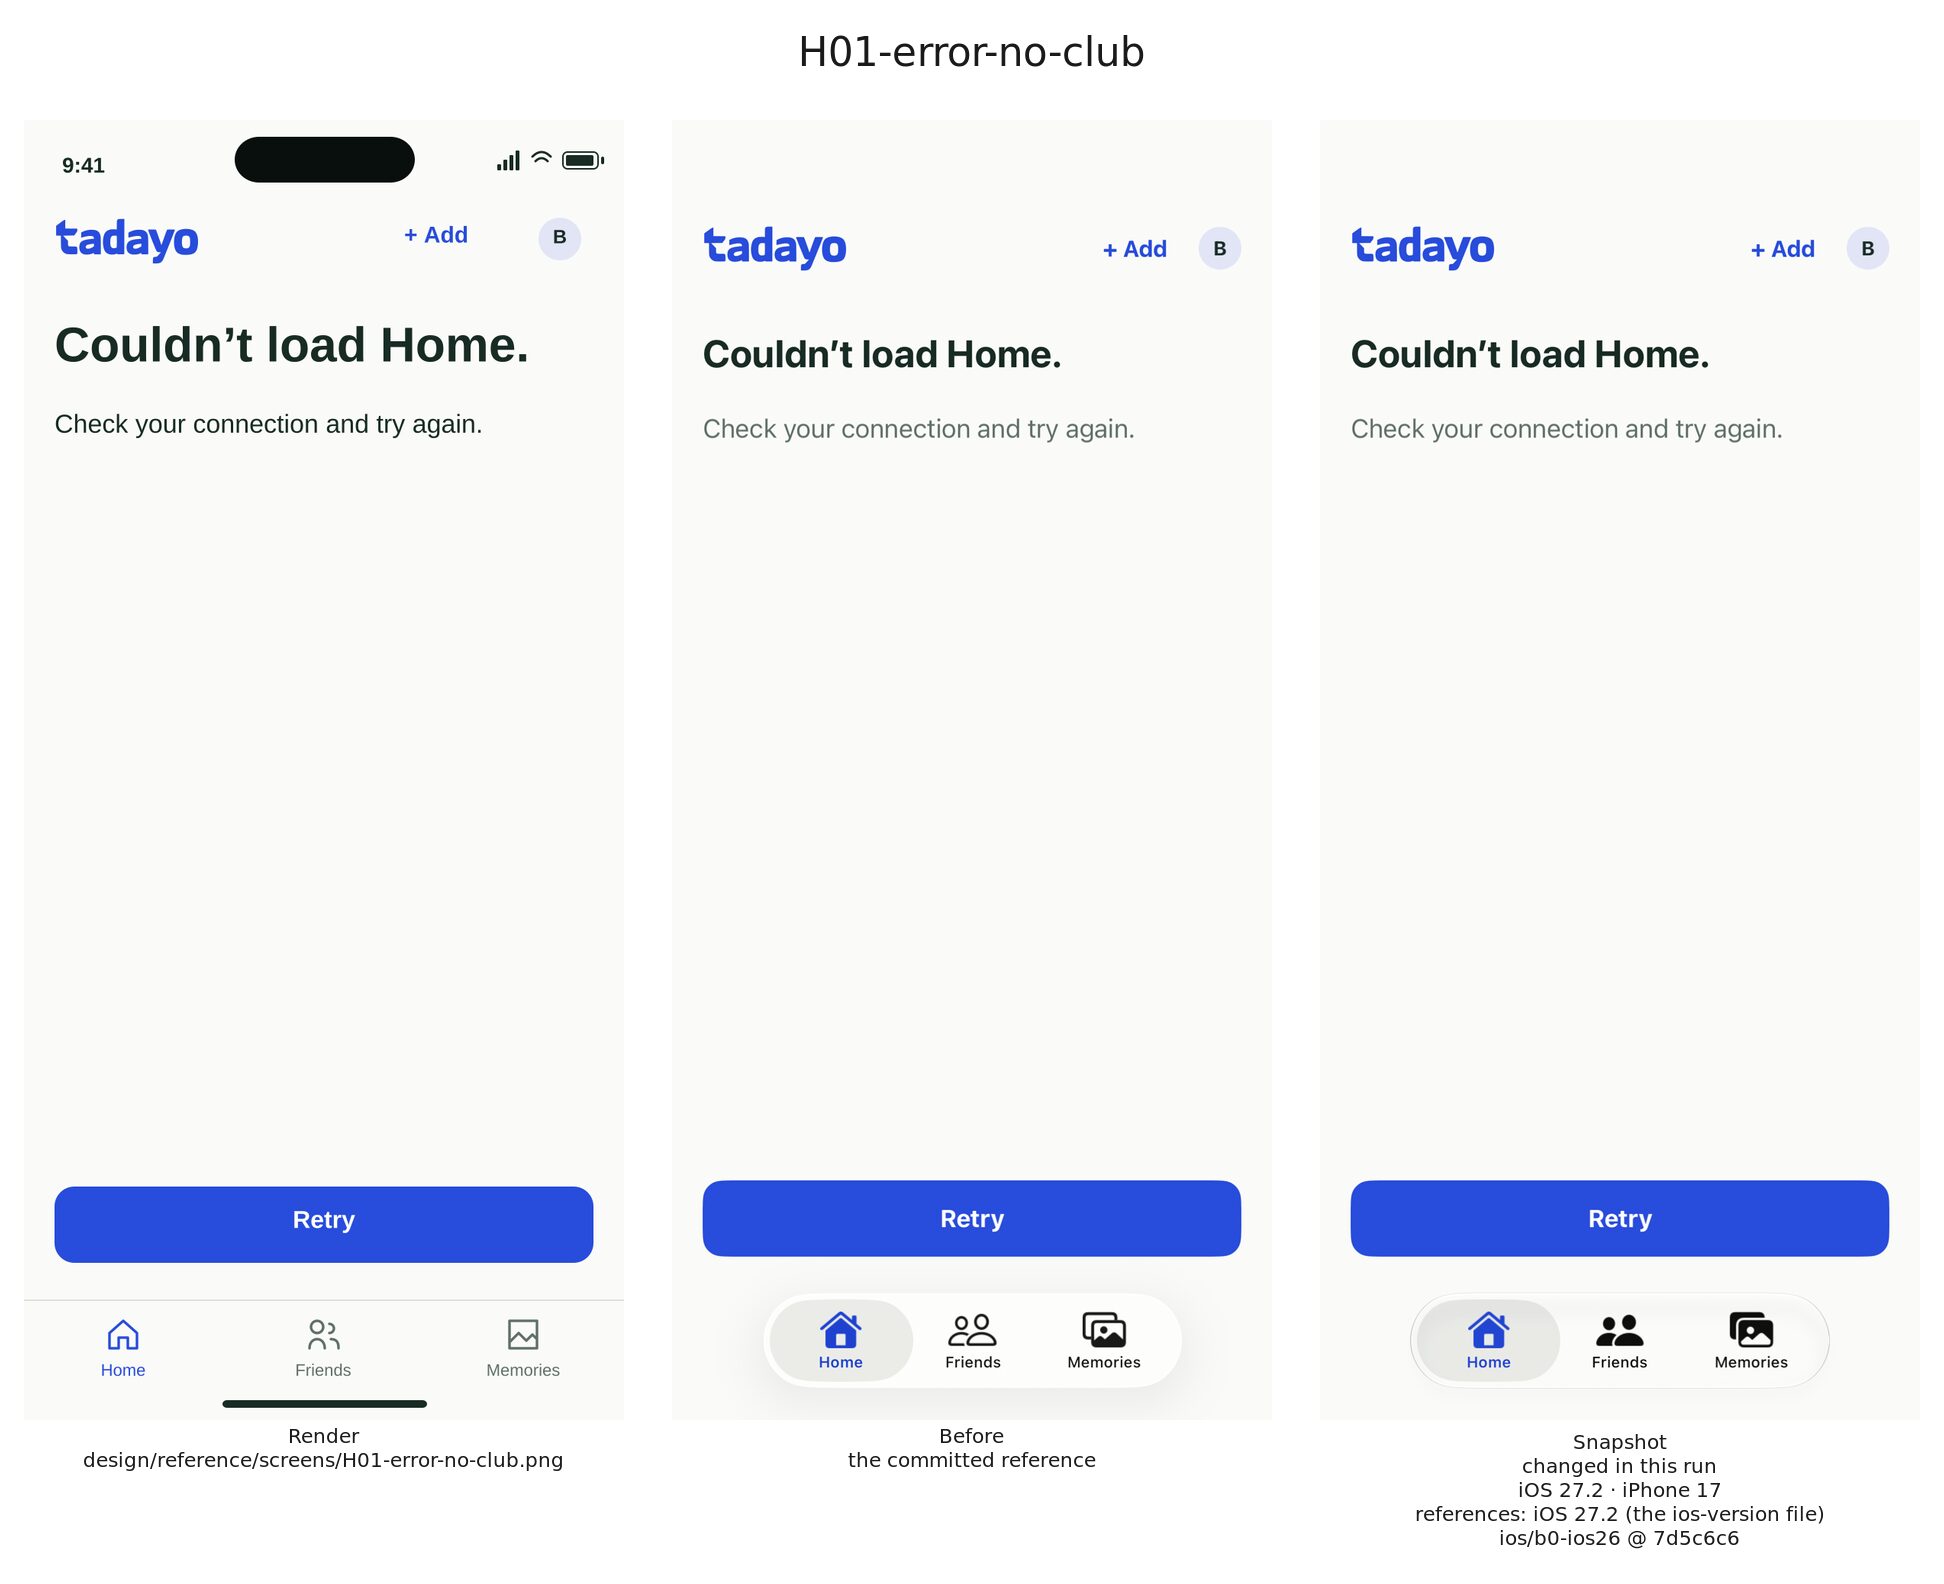 H01-error-no-club
9:41
tadayo
+ Add
B
Couldn’t load Home.
Check your connection and try again.
Retry
Home
Friends
Memories
Render
design/reference/screens/H01-error-no-club.png
tadayo
+ Add
B
Couldn’t load Home.
Check your connection and try again.
Retry
Home
Friends
Memories
Before
the committed reference
tadayo
+ Add
B
Couldn’t load Home.
Check your connection and try again.
Retry
Home
Friends
Memories
Snapshot
changed in this run
iOS 27.2 · iPhone 17
references: iOS 27.2 (the ios-version file)
ios/b0-ios26 @ 7d5c6c6